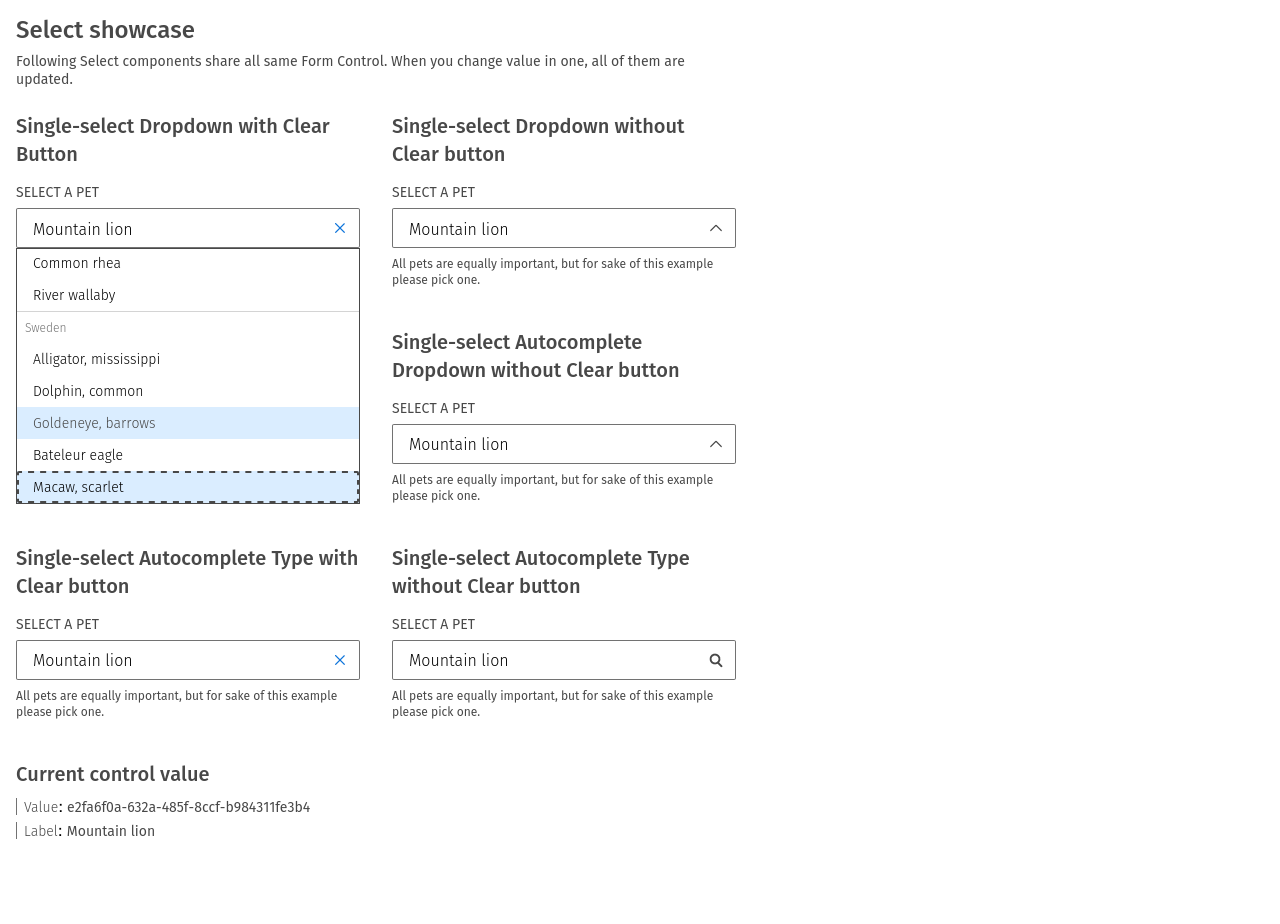 Select showcase
Following Select components share all same Form Control. When you change value in one, all of them are
updated.
Single-select Dropdown with Clear
Button
SELECT A PET
Mountain lion
Common rhea
River wallaby
Sweden
Alligator, mississippi
Dolphin, common
Goldeneye, barrows
Bateleur eagle
Macaw, scarlet
Single-select Dropdown without
Clear button
SELECT A PET
Mountain lion
All pets are equally important, but for sake of this example
please pick one.
Single-select Autocomplete
Dropdown without Clear button
SELECT A PET
Mountain lion
All pets are equally important, but for sake of this example
please pick one.
Single-select Autocomplete Type with
Clear button
SELECT A PET
Mountain lion
All pets are equally important, but for sake of this example
please pick one.
Single-select Autocomplete Type
without Clear button
SELECT A PET
Mountain lion
All pets are equally important, but for sake of this example
please pick one.
Current control value
Value: e2fa6f0a-632a-485f-8ccf-b984311fe3b4
Label: Mountain lion